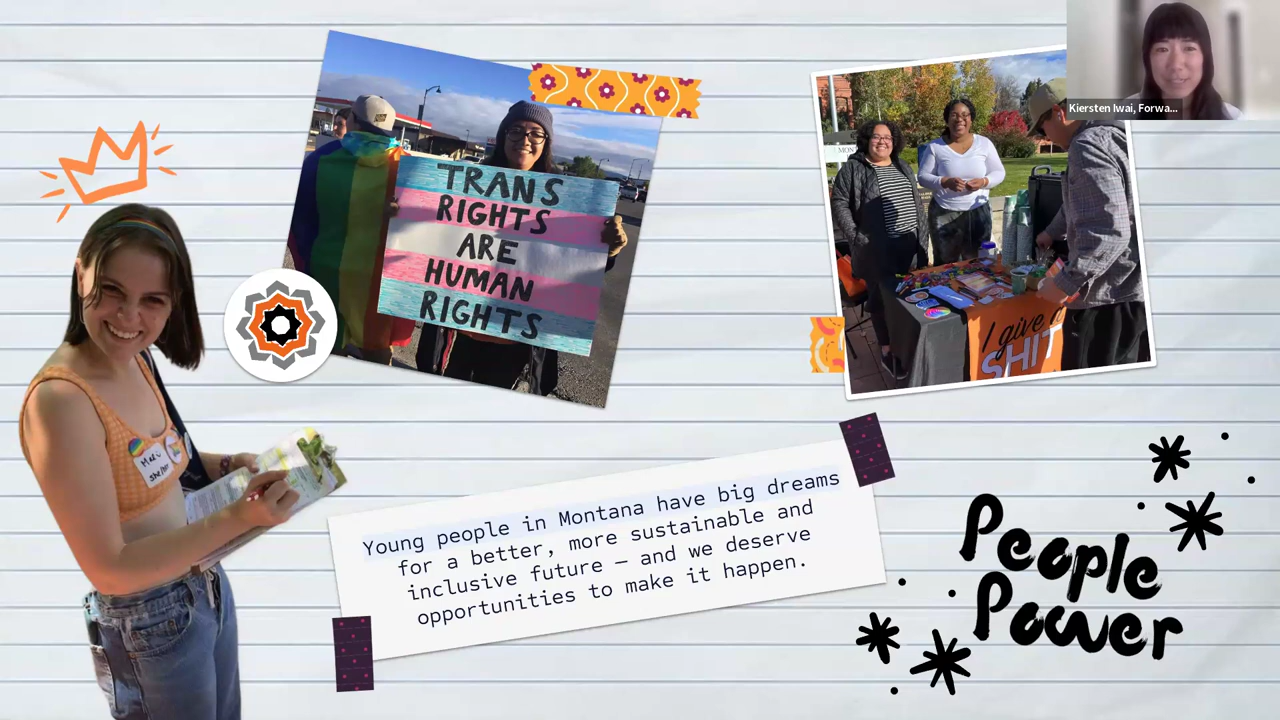 Kiersten Iwai, Forwa...
TRANS
RIGHTS
ARE
HUMAN
RIGHTS
MON
I give a
SHIT
Young people in Montana have big dreams
for a better, more sustainable and
inclusive future — and we deserve
opportunities to make it happen.
People
Power